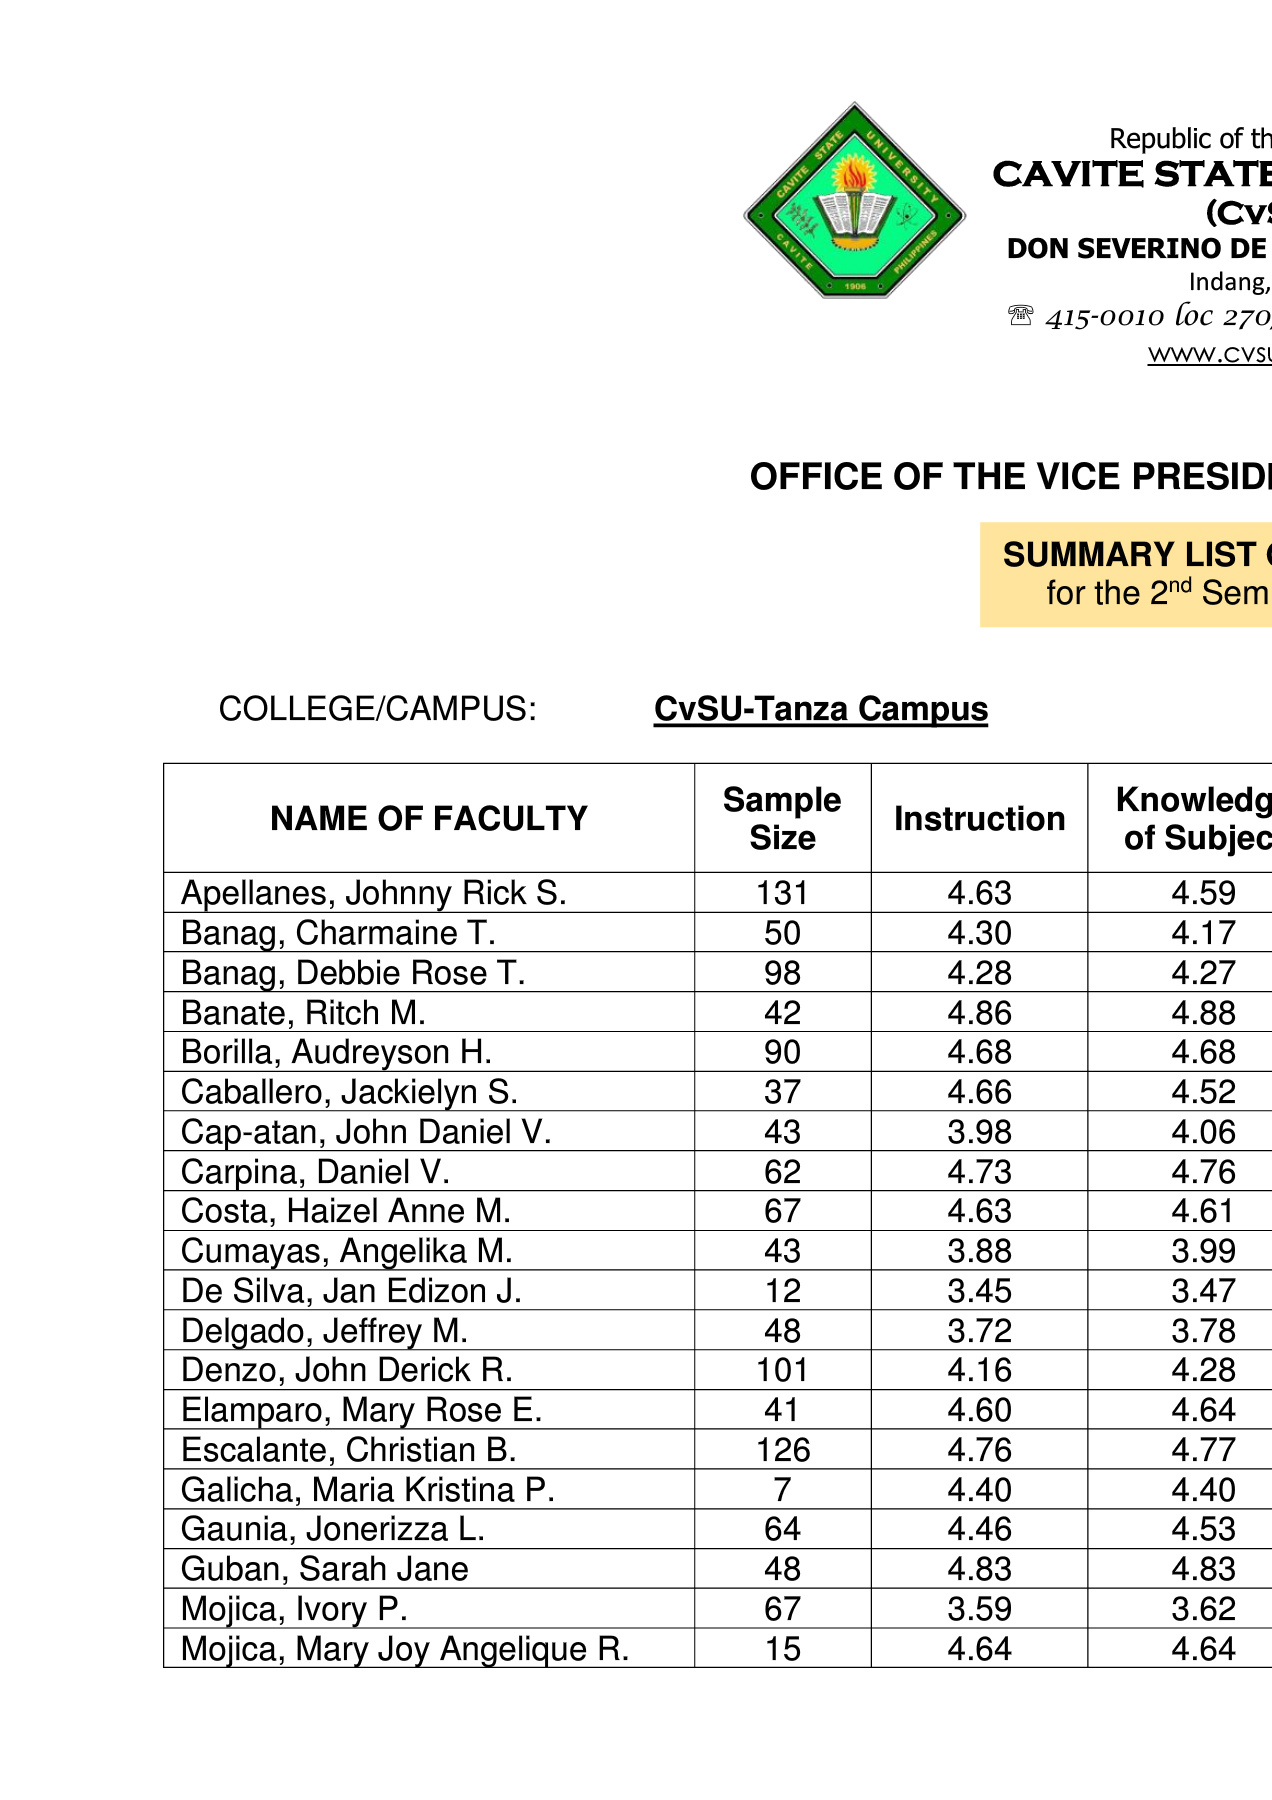 CAVITE STATE UNIVERSITY
CAVITE PHILIPPINES
1906
Republic of th
CAVITE STATE
(CvS
DON SEVERINO DE
Indang,
☏ 415-0010 loc 270,
www.cvsu
OFFICE OF THE VICE PRESID
SUMMARY LIST
for the 2nd Sem
COLLEGE/CAMPUS: CvSU-Tanza Campus
NAME OF FACULTY Sample Size Instruction Knowledg of Subjec
Apellanes, Johnny Rick S. 131 4.63 4.59
Banag, Charmaine T. 50 4.30 4.17
Banag, Debbie Rose T. 98 4.28 4.27
Banate, Ritch M. 42 4.86 4.88
Borilla, Audreyson H. 90 4.68 4.68
Caballero, Jackielyn S. 37 4.66 4.52
Cap-atan, John Daniel V. 43 3.98 4.06
Carpina, Daniel V. 62 4.73 4.76
Costa, Haizel Anne M. 67 4.63 4.61
Cumayas, Angelika M. 43 3.88 3.99
De Silva, Jan Edizon J. 12 3.45 3.47
Delgado, Jeffrey M. 48 3.72 3.78
Denzo, John Derick R. 101 4.16 4.28
Elamparo, Mary Rose E. 41 4.60 4.64
Escalante, Christian B. 126 4.76 4.77
Galicha, Maria Kristina P. 7 4.40 4.40
Gaunia, Jonerizza L. 64 4.46 4.53
Guban, Sarah Jane 48 4.83 4.83
Mojica, Ivory P. 67 3.59 3.62
Mojica, Mary Joy Angelique R. 15 4.64 4.64